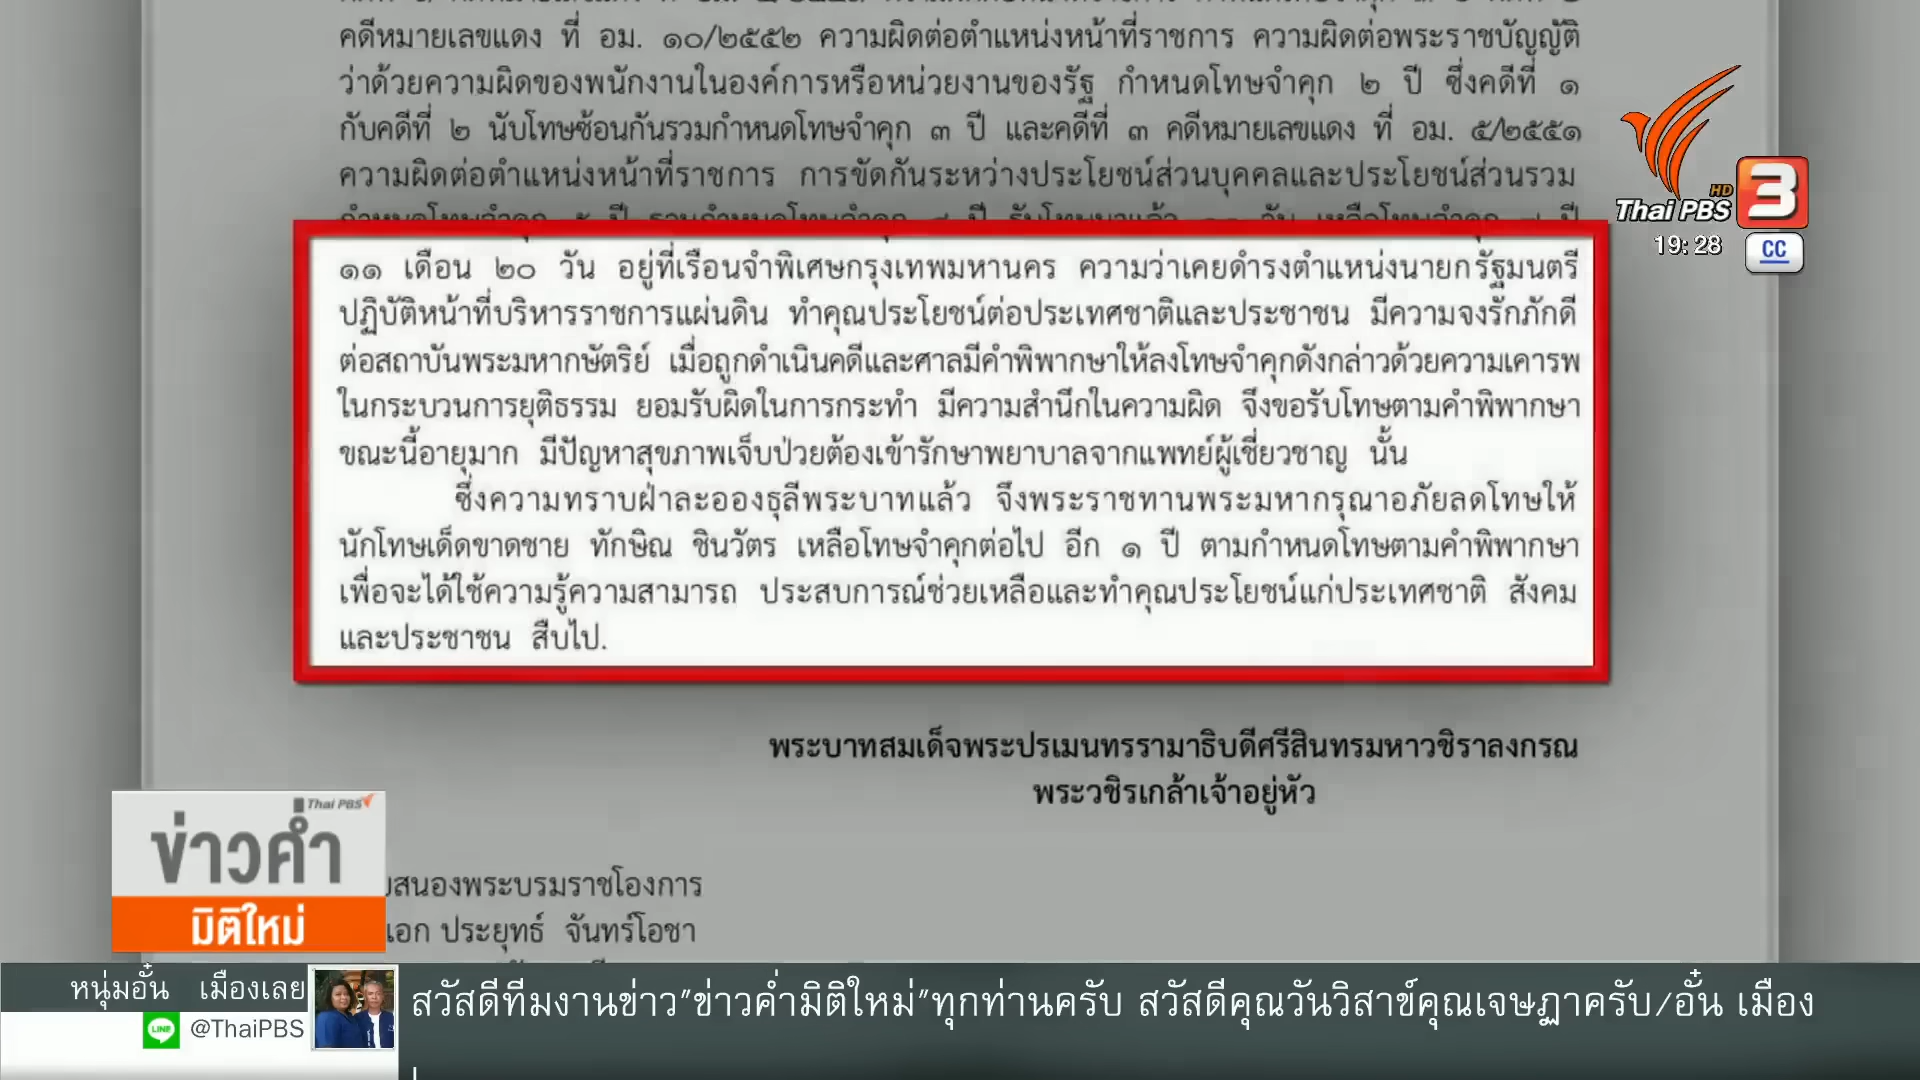 คดีหมายเลขแดง ที่ อม. ๑๐/๒๕๕๒ ความผิดต่อตำแหน่งหน้าที่ราชการ ความผิดต่อพระราชบัญญัติ
ว่าด้วยความผิดของพนักงานในองค์การหรือหน่วยงานของรัฐ กำหนดโทษจำคุก ๒ ปี ซึ่งคดีที่ ๑
กับคดีที่ ๒ นับโทษซ้อนกันรวมกำหนดโทษจำคุก ๓ ปี และคดีที่ ๓ คดีหมายเลขแดง ที่ อม. ๕/๒๕๕๑
ความผิดต่อตำแหน่งหน้าที่ราชการ การขัดกันระหว่างประโยชน์ส่วนบุคคลและประโยชน์ส่วนรวม
๑๑ เดือน ๒๐ วัน อยู่ที่เรือนจำพิเศษกรุงเทพมหานคร ความว่าเคยดำรงตำแหน่งนายกรัฐมนตรี
ปฏิบัติหน้าที่บริหารราชการแผ่นดิน ทำคุณประโยชน์ต่อประเทศชาติและประชาชน มีความจงรักภักดี
ต่อสถาบันพระมหากษัตริย์ เมื่อถูกดำเนินคดีและศาลมีคำพิพากษาให้ลงโทษจำคุกดังกล่าวด้วยความเคารพ
ในกระบวนการยุติธรรม ยอมรับผิดในการกระทำ มีความสำนึกในความผิด จึงขอรับโทษตามคำพิพากษา
ขณะนี้อายุมาก มีปัญหาสุขภาพเจ็บป่วยต้องเข้ารักษาพยาบาลจากแพทย์ผู้เชี่ยวชาญ นั้น
ซึ่งความทราบฝ่าละอองธุลีพระบาทแล้ว จึงพระราชทานพระมหากรุณาอภัยลดโทษให้
นักโทษเด็ดขาดชาย ทักษิณ ชินวัตร เหลือโทษจำคุกต่อไป อีก ๑ ปี ตามกำหนดโทษตามคำพิพากษา
เพื่อจะได้ใช้ความรู้ความสามารถ ประสบการณ์ช่วยเหลือและทำคุณประโยชน์แก่ประเทศชาติ สังคม
และประชาชน สืบไป.
พระบาทสมเด็จพระปรเมนทรรามาธิบดีศรีสินทรมหาวชิราลงกรณ
พระวชิรเกล้าเจ้าอยู่หัว
สนองพระบรมราชโองการ
เอก ประยุทธ์ จันทร์โอชา
Thai PBS
HD
3
19:28
CC
Thai PBS
ข่าวค่ำ
มิติใหม่
หนุ่มอั๋น เมืองเลย
LINE @ThaiPBS
สวัสดีทีมงานข่าว"ข่าวค่ำมิติใหม่"ทุกท่านครับ สวัสดีคุณวันวิสาข์คุณเจษฏาครับ/อั๋น เมือง